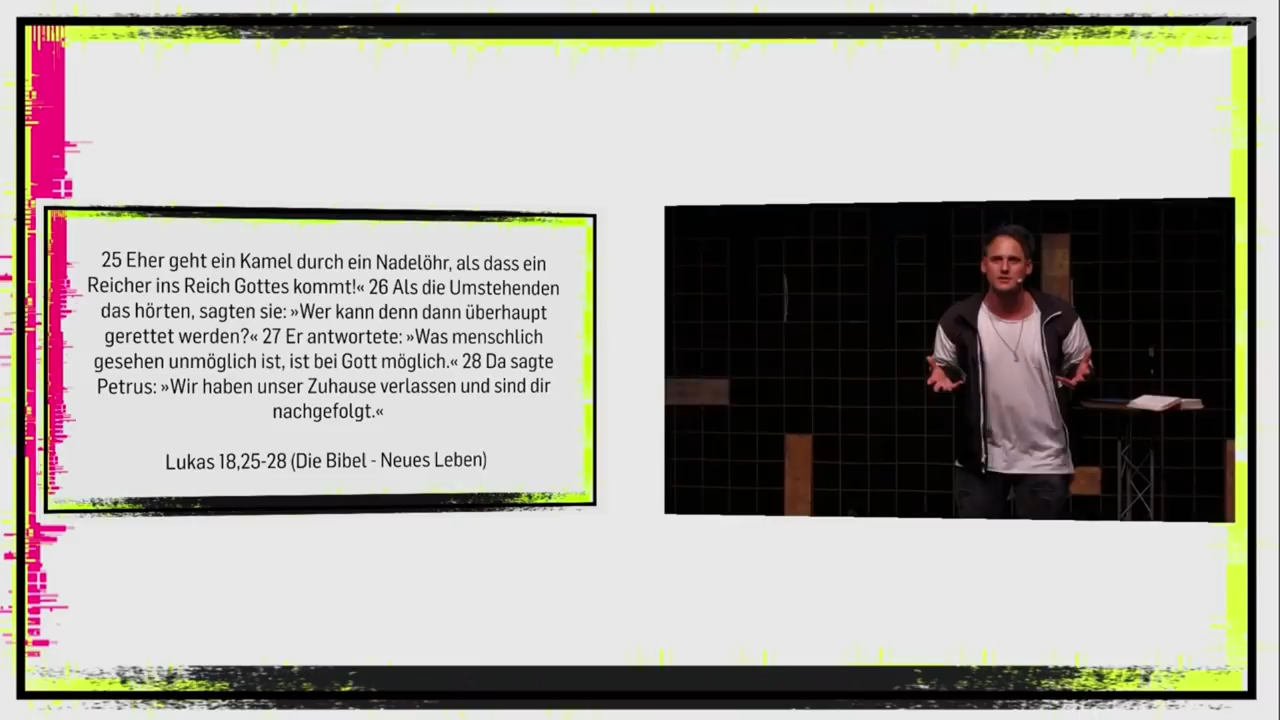 25 Eher geht ein Kamel durch ein Nadelöhr, als dass ein
Reicher ins Reich Gottes kommt!« 26 Als die Umstehenden
das hörten, sagten sie: »Wer kann denn dann überhaupt
gerettet werden?« 27 Er antwortete: »Was menschlich
gesehen unmöglich ist, ist bei Gott möglich.« 28 Da sagte
Petrus: »Wir haben unser Zuhause verlassen und sind dir
nachgefolgt.«
Lukas 18,25-28 (Die Bibel - Neues Leben)